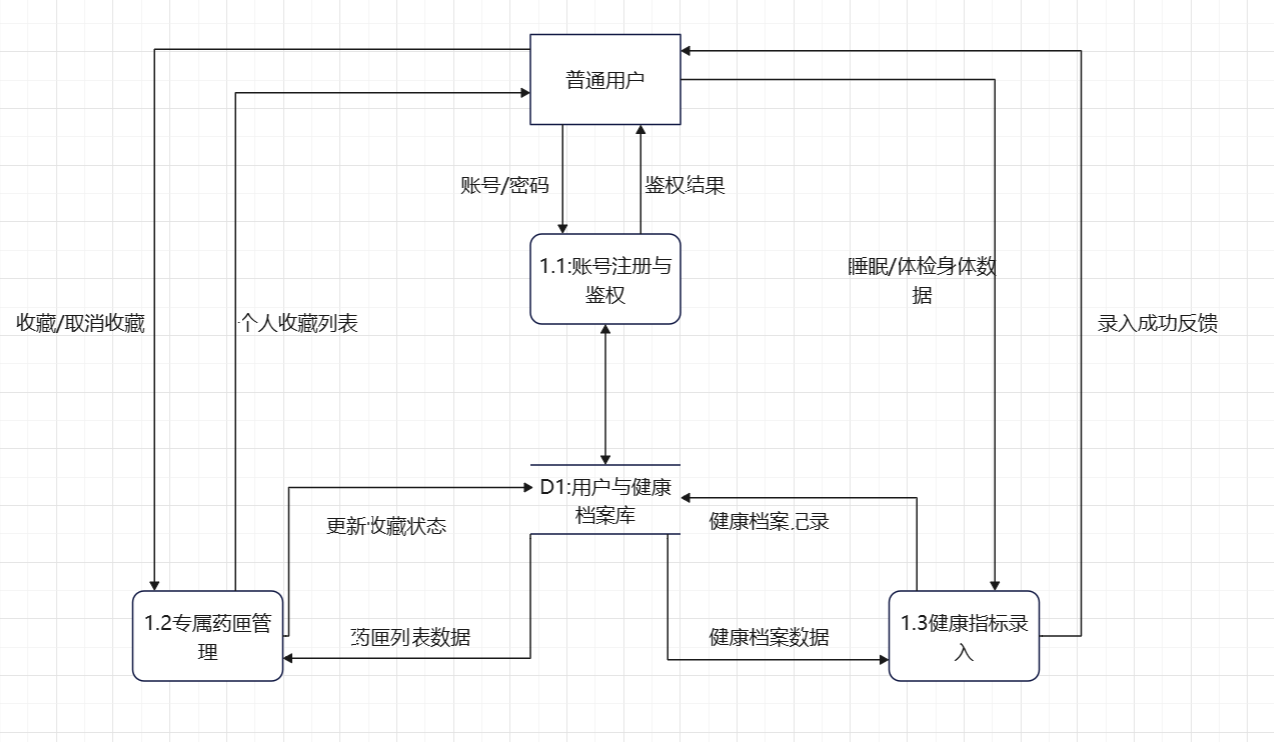 普通用户
账号/密码
鉴权结果
1.1:账号注册与
鉴权
睡眠/体检身体数
据
收藏/取消收藏
个人收藏列表
录入成功反馈
D1:用户与健康
档案库
更新收藏状态
健康档案记录
1.2专属药匣管
理
药匣列表数据
健康档案数据
1.3健康指标录
入